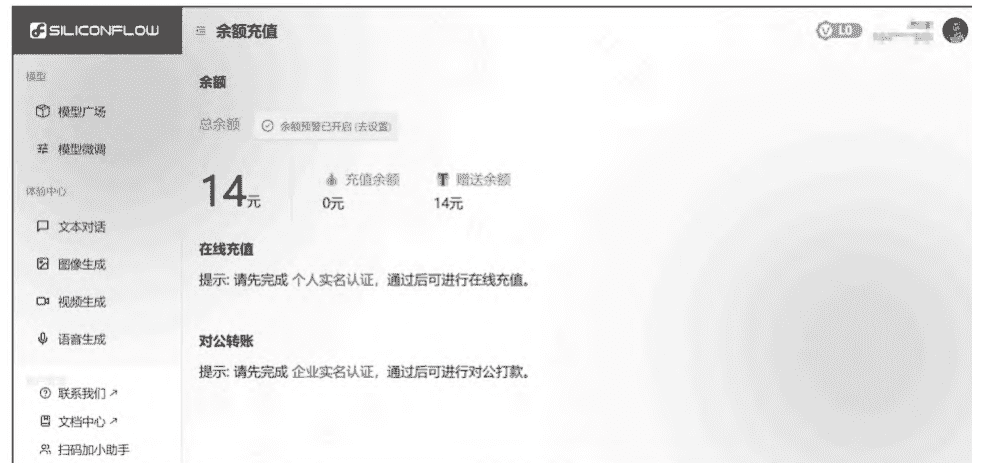 SILICONFLOW
余额充值
L0
模型
模型广场
模型微调
体验中心
文本对话
图像生成
视频生成
语音生成
联系我们
文档中心
扫码加小助手
余额
总余额
余额预警已开启 (去设置)
14元
充值余额
0元
赠送余额
14元
在线充值
提示: 请先完成 个人实名认证，通过后可进行在线充值。
对公转账
提示: 请先完成 企业实名认证，通过后可进行对公打款。